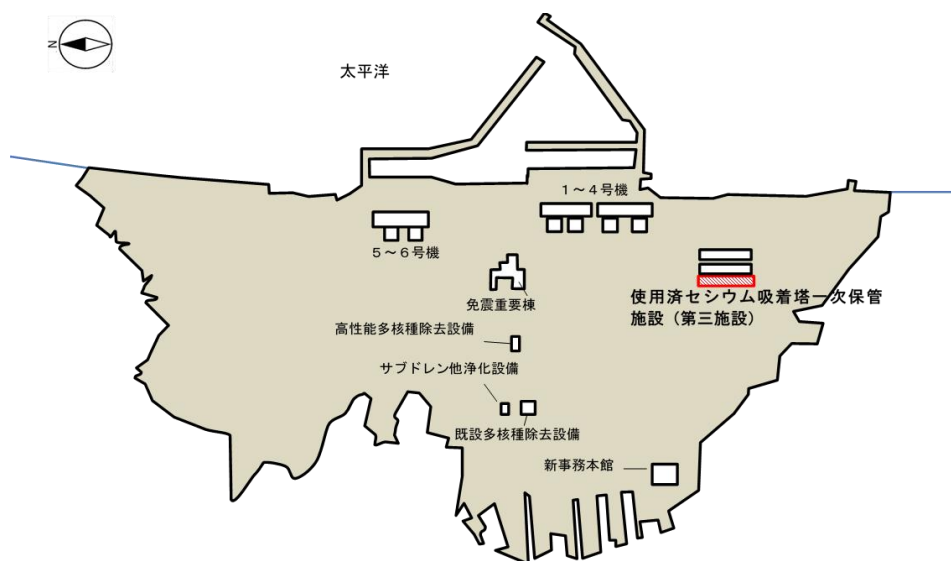 N
太平洋
１～４号機
５～６号機
免震重要棟
使用済セシウム吸着塔一次保管
施設（第三施設）
高性能多核種除去設備
サブドレン他浄化設備
既設多核種除去設備
新事務本館